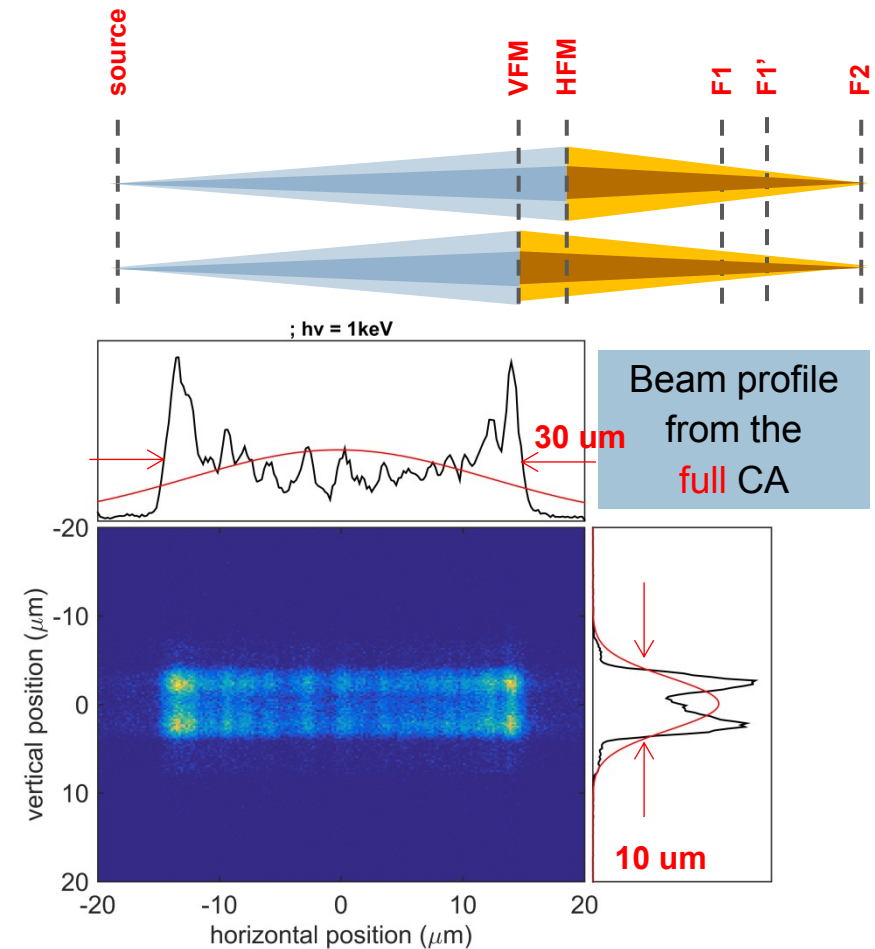 source
VFM
HFM
F1
F1’
F2
; hv = 1keV
30 um
Beam profile
from the
full CA
-20
-10
0
10
20
vertical position (μm)
10 um
-20
-10
0
10
20
horizontal position (μm)